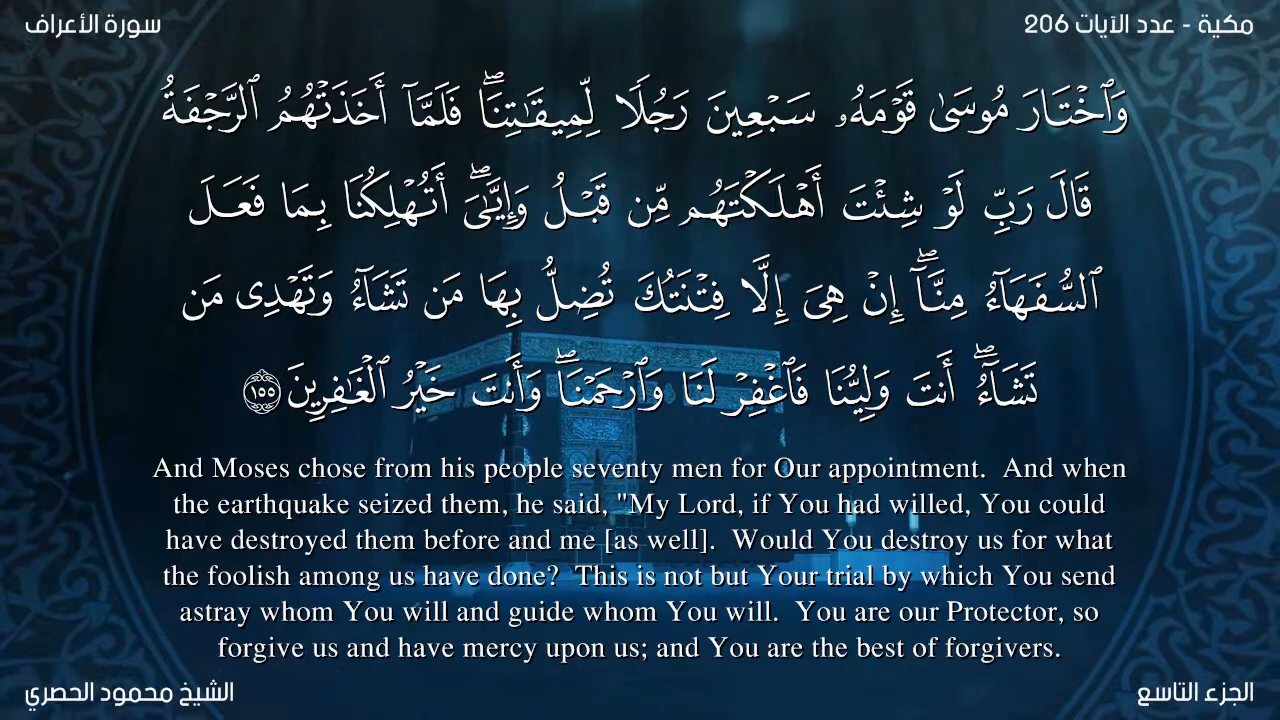 سورة الأعراف
مكية - عدد الآيات 206
وَٱخْتَارَ مُوسَىٰ قَوْمَهُۥ سَبْعِينَ رَجُلًا لِّمِيقَٰتِنَا ۖ فَلَمَّآ أَخَذَتْهُمُ ٱلرَّجْفَةُ
قَالَ رَبِّ لَوْ شِئْتَ أَهْلَكْتَهُم مِّن قَبْلُ وَإِيَّٰىَ ۖ أَتُهْلِكُنَا بِمَا فَعَلَ
ٱلسُّفَهَآءُ مِنَّآ ۖ إِنْ هِىَ إِلَّا فِتْنَتُكَ تُضِلُّ بِهَا مَن تَشَآءُ وَتَهْدِى مَن
تَشَآءُ ۖ أَنتَ وَلِيُّنَا فَٱغْفِرْ لَنَا وَٱرْحَمْنَا ۖ وَأَنتَ خَيْرُ ٱلْغَٰفِرِينَ ١٥٥
And Moses chose from his people seventy men for Our appointment.  And when
the earthquake seized them, he said, "My Lord, if You had willed, You could
have destroyed them before and me [as well].  Would You destroy us for what
the foolish among us have done?  This is not but Your trial by which You send
astray whom You will and guide whom You will.  You are our Protector, so
forgive us and have mercy upon us; and You are the best of forgivers.
الشيخ محمود الحصري
الجزء التاسع